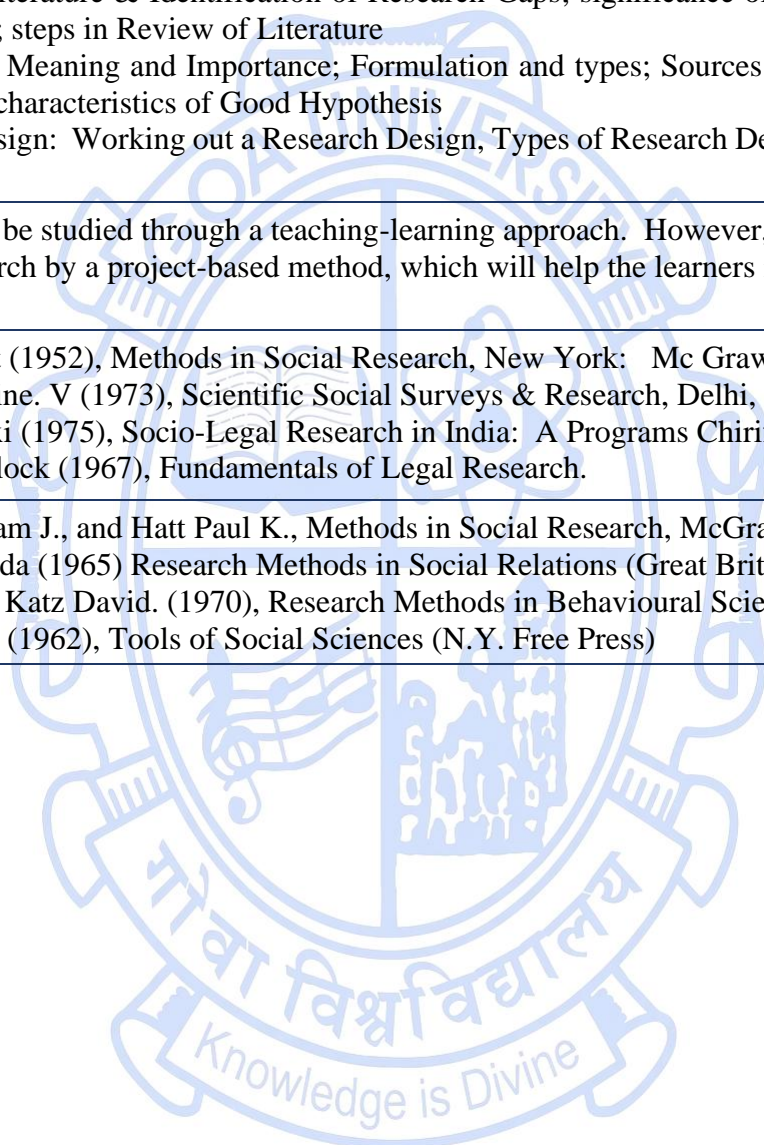 iterature & Identification of Research Gaps; significance of
; steps in Review of Literature
Meaning and Importance; Formulation and types; Sources
characteristics of Good Hypothesis
sign: Working out a Research Design, Types of Research De
be studied through a teaching-learning approach. However,
rch by a project-based method, which will help the learners
(1952), Methods in Social Research, New York: Mc Graw
ine. V (1973), Scientific Social Surveys & Research, Delhi,
ki (1975), Socio-Legal Research in India: A Programs Chirit
lock (1967), Fundamentals of Legal Research.
am J., and Hatt Paul K., Methods in Social Research, McGra
da (1965) Research Methods in Social Relations (Great Brit
Katz David. (1970), Research Methods in Behavioural Scie
(1962), Tools of Social Sciences (N.Y. Free Press)
GOA UNIVERSITY
गोंवा विश्वविद्यालय
Knowledge is Divine